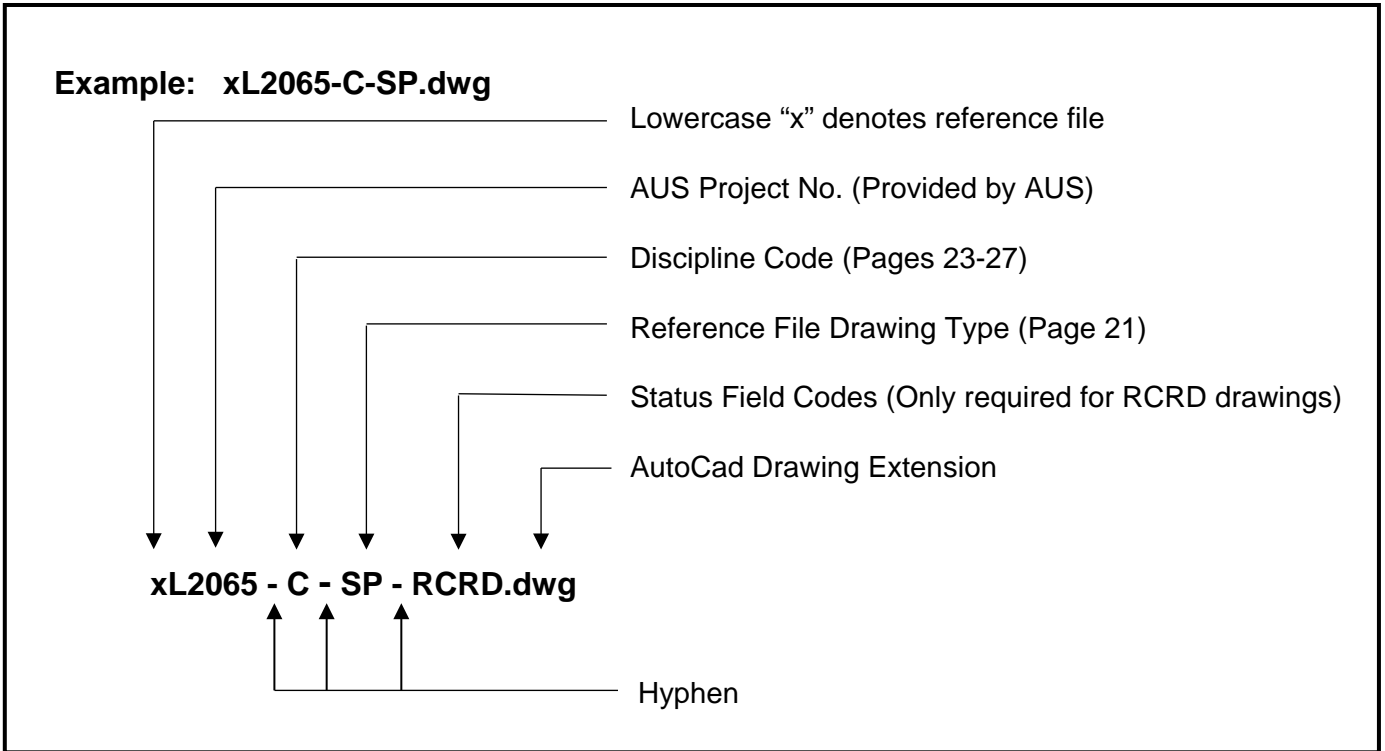 Example: xL2065-C-SP.dwg
Lowercase “x” denotes reference file
AUS Project No. (Provided by AUS)
Discipline Code (Pages 23-27)
Reference File Drawing Type (Page 21)
Status Field Codes (Only required for RCRD drawings)
AutoCad Drawing Extension
xL2065 - C - SP - RCRD.dwg
Hyphen